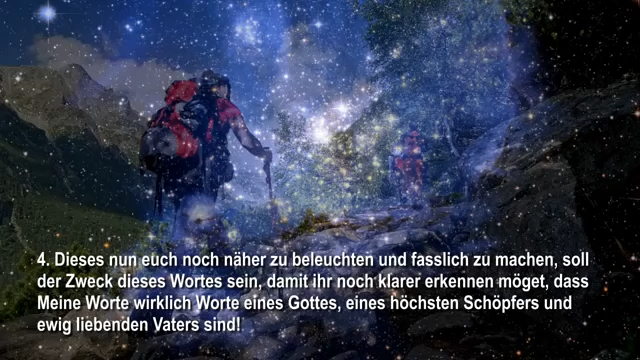 4. Dieses nun euch noch näher zu beleuchten und fasslich zu machen, soll
der Zweck dieses Wortes sein, damit ihr noch klarer erkennen möget, dass
Meine Worte wirklich Worte eines Gottes, eines höchsten Schöpfers und
ewig liebenden Vaters sind!